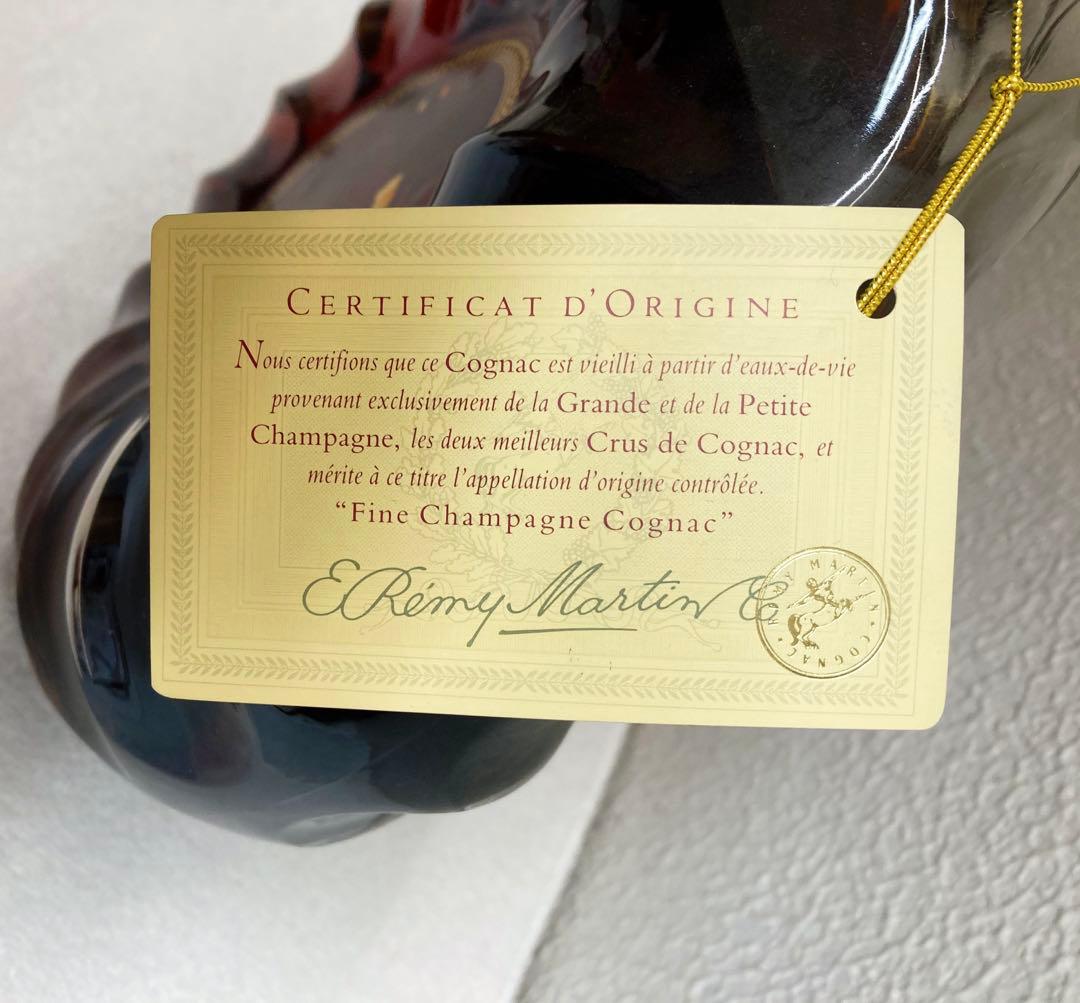 CERTIFICAT D'ORIGINE
Nous certifions que ce Cognac est vieilli à partir d'eaux-de-vie
provenant exclusivement de la Grande et de la Petite
Champagne, les deux meilleurs Crus de Cognac, et
mérite à ce titre l'appellation d'origine contrôlée.
“Fine Champagne Cognac”
E Rémy Martin & C
RÉMY MARTIN • COGNAC •